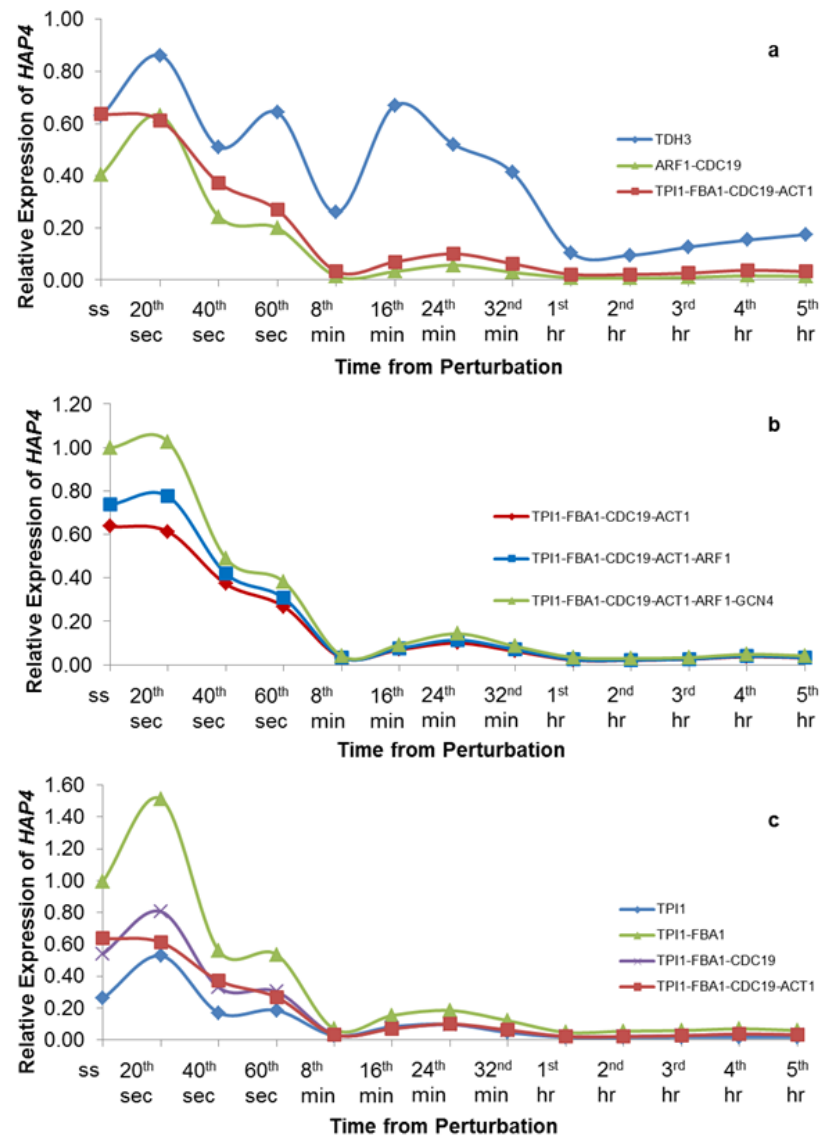 a
Relative Expression of HAP4
1.00
0.80
0.60
0.40
0.20
0.00
TDH3
ARF1-CDC19
TPI1-FBA1-CDC19-ACT1
ss 20th sec 40th sec 60th sec 8th min 16th min 24th min 32nd min 1st hr 2nd hr 3rd hr 4th hr 5th hr
Time from Perturbation
b
Relative Expression of HAP4
1.20
1.00
0.80
0.60
0.40
0.20
0.00
TPI1-FBA1-CDC19-ACT1
TPI1-FBA1-CDC19-ACT1-ARF1
TPI1-FBA1-CDC19-ACT1-ARF1-GCN4
ss 20th sec 40th sec 60th sec 8th min 16th min 24th min 32nd min 1st hr 2nd hr 3rd hr 4th hr 5th hr
Time from Perturbation
c
Relative Expression of HAP4
1.60
1.40
1.20
1.00
0.80
0.60
0.40
0.20
0.00
TPI1
TPI1-FBA1
TPI1-FBA1-CDC19
TPI1-FBA1-CDC19-ACT1
ss 20th sec 40th sec 60th sec 8th min 16th min 24th min 32nd min 1st hr 2nd hr 3rd hr 4th hr 5th hr
Time from Perturbation